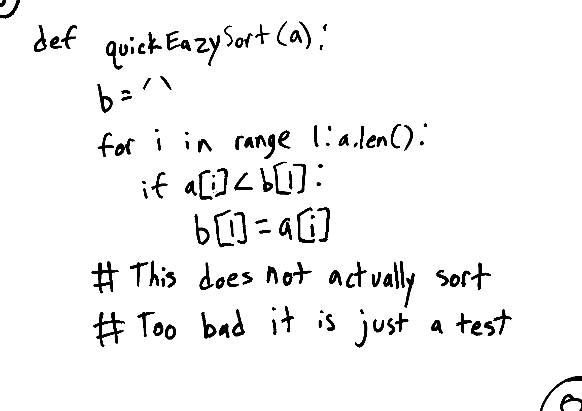 def quickEazySort(a):
b = ''
for i in range 1:a.len():
if a[i]<b[1]:
b[1]=a[i]
# This does not actually sort
# Too bad it is just a test